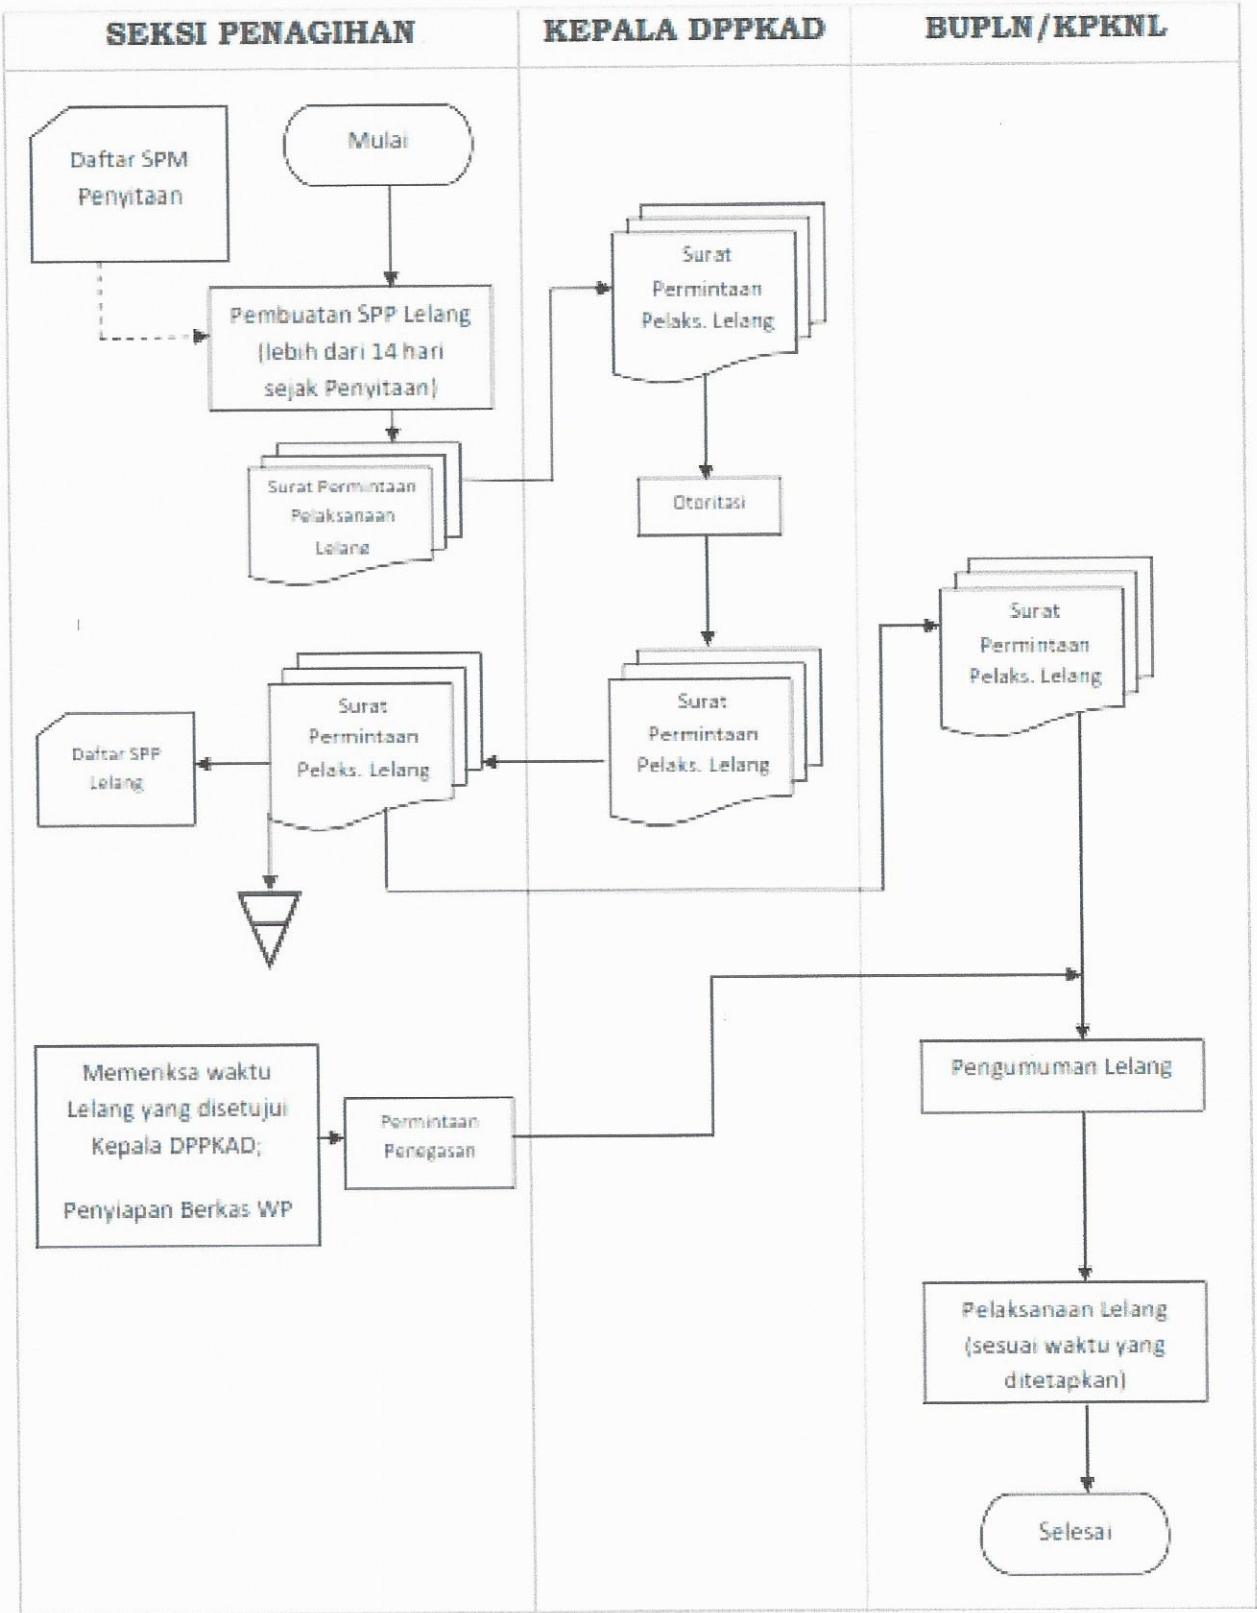 SEKSI PENAGIHAN
KEPALA DPPKAD
BUPLN/KPKNL
Daftar SPM
Penyitaan
Mulai
Pembuatan SPP Lelang
(lebih dari 14 hari
sejak Penyitaan)
Surat Permintaan
Pelaksanaan
Lelang
Surat
Permintaan
Pelaks. Lelang
Otoritasi
Surat
Permintaan
Pelaks. Lelang
Surat
Permintaan
Pelaks. Lelang
Daftar SPP
Lelang
Surat
Permintaan
Pelaks. Lelang
Memeriksa waktu
Lelang yang disetujui
Kepala DPPKAD;
Penyiapan Berkas WP
Permintaan
Penegasan
Pengumuman Lelang
Pelaksanaan Lelang
(sesuai waktu yang
ditetapkan)
Selesai